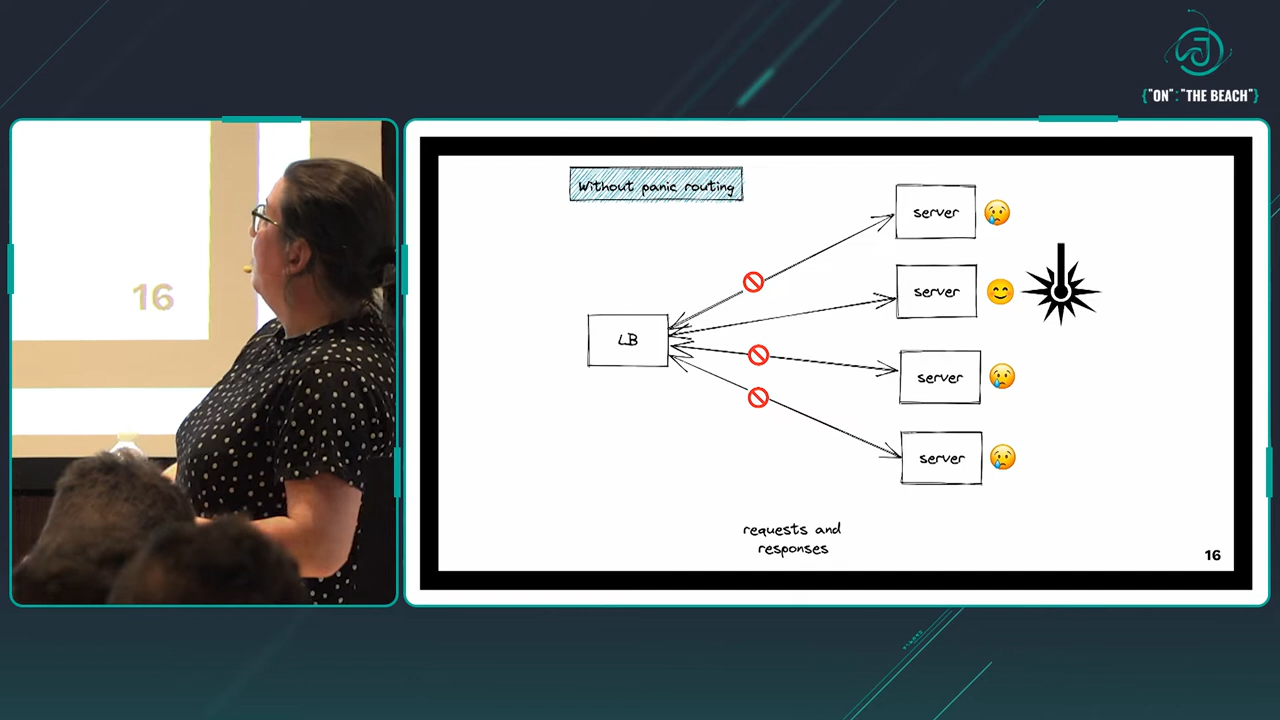 {"ON":"THE BEACH"}
16
Without panic routing
server
server
LB
server
server
requests and
responses
16